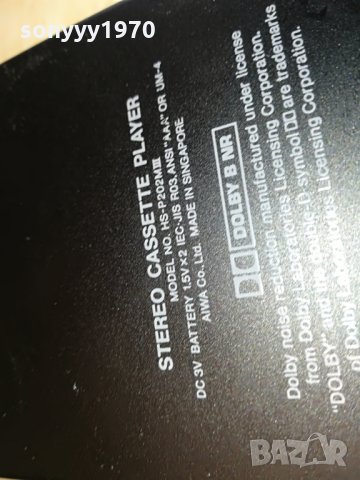 sonyyy1970
STEREO CASSETTE PLAYER
MODEL NO. HS-P202MIII
DC 3V BATTERY 1.5V×2 IEC·JIS R03,ANSI "AAA" OR UM-4
AIWA Co., Ltd. MADE IN SINGAPORE
DOLBY B NR
Dolby noise reduction manufactured under license
from Dolby Laboratories Licensing Corporation.
"DOLBY" and the double-D symbol are trademarks
of Dolby Laboratories Licensing Corporation.
BAZAR
bg